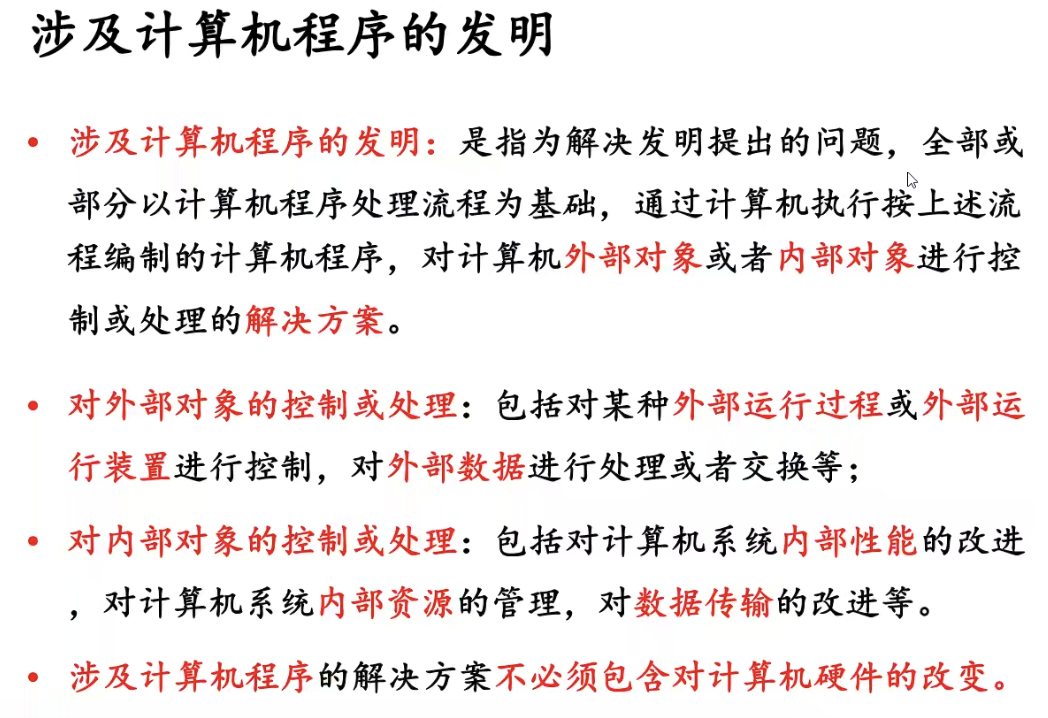 涉及计算机程序的发明
• 涉及计算机程序的发明：是指为解决发明提出的问题，全部或
部分以计算机程序处理流程为基础，通过计算机执行按上述流
程编制的计算机程序，对计算机外部对象或者内部对象进行控
制或处理的解决方案。
• 对外部对象的控制或处理：包括对某种外部运行过程或外部运
行装置进行控制，对外部数据进行处理或者交换等；
• 对内部对象的控制或处理：包括对计算机系统内部性能的改进
，对计算机系统内部资源的管理，对数据传输的改进等。
• 涉及计算机程序的解决方案不必须包含对计算机硬件的改变。